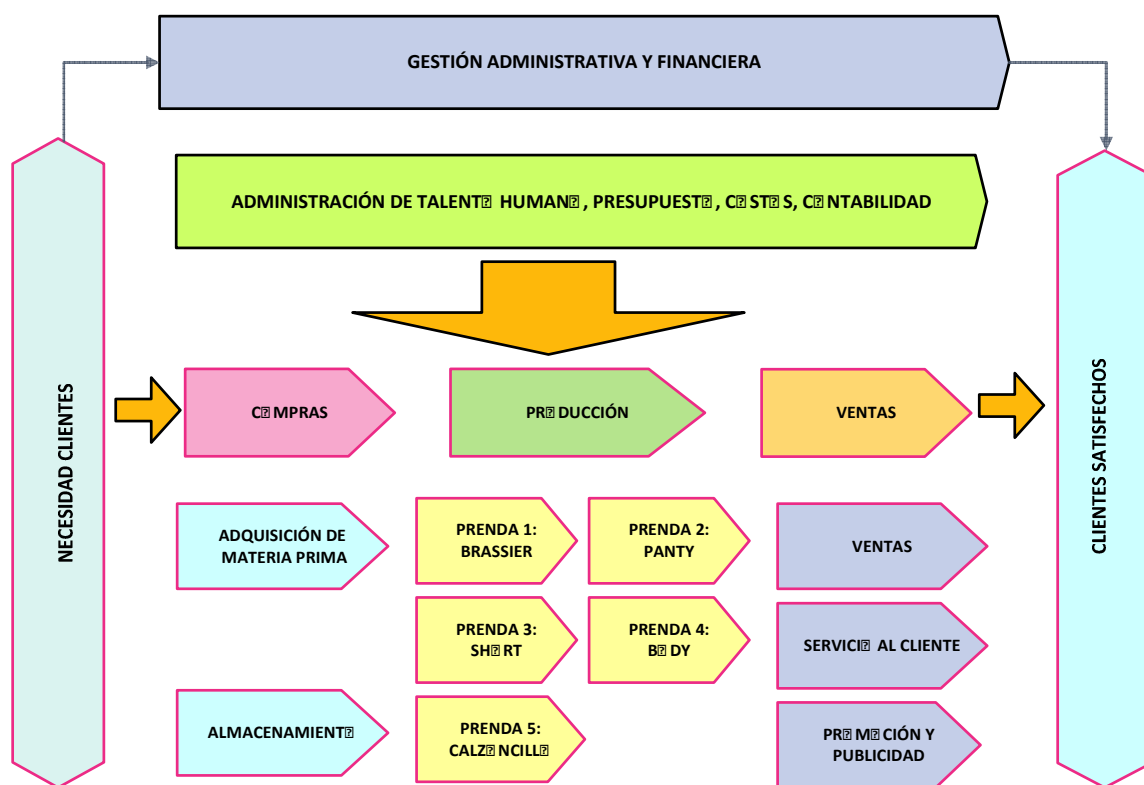 GESTIÓN ADMINISTRATIVA Y FINANCIERA
ADMINISTRACIÓN DE TALENT⍰ HUMAN⍰, PRESUPUEST⍰, C⍰ST⍰S, C⍰NTABILIDAD
NECESIDAD CLIENTES
C⍰MPRAS
PR⍰DUCCIÓN
VENTAS
CLIENTES SATISFECHOS
ADQUISICIÓN DE
MATERIA PRIMA
PRENDA 1:
BRASSIER
PRENDA 2:
PANTY
VENTAS
PRENDA 3:
SH⍰RT
PRENDA 4:
B⍰DY
SERVICI⍰ AL CLIENTE
ALMACENAMIENT⍰
PRENDA 5:
CALZ⍰NCILL⍰
PR⍰M⍰CIÓN Y
PUBLICIDAD